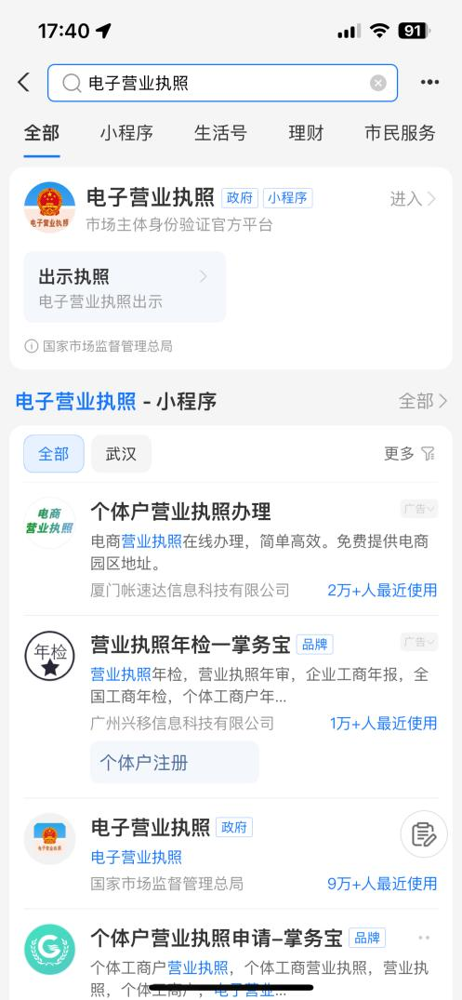 17:40
91
电子营业执照
全部 小程序 生活号 理财 市民服务
电子营业执照 政府 小程序 进入
电子营业执照
市场主体身份验证官方平台
出示执照
电子营业执照出示
国家市场监督管理总局
电子营业执照 - 小程序 全部
全部 武汉 更多
电商
营业执照
个体户营业执照办理 广告
电商营业执照在线办理，简单高效。免费提供电商
园区地址。
厦门帐速达信息科技有限公司 2万+人最近使用
年检
营业执照年检一掌务宝 品牌 广告
营业执照年检，营业执照年审，企业工商年报，全
国工商年检，个体工商户年...
广州兴移信息科技有限公司 1万+人最近使用
个体户注册
电子营业执照 政府
电子营业执照
国家市场监督管理总局 9万+人最近使用
G
个体户营业执照申请–掌务宝 品牌
个体工商户营业执照，个体工商营业执照，营业执
照，个体工商户，电子营业...